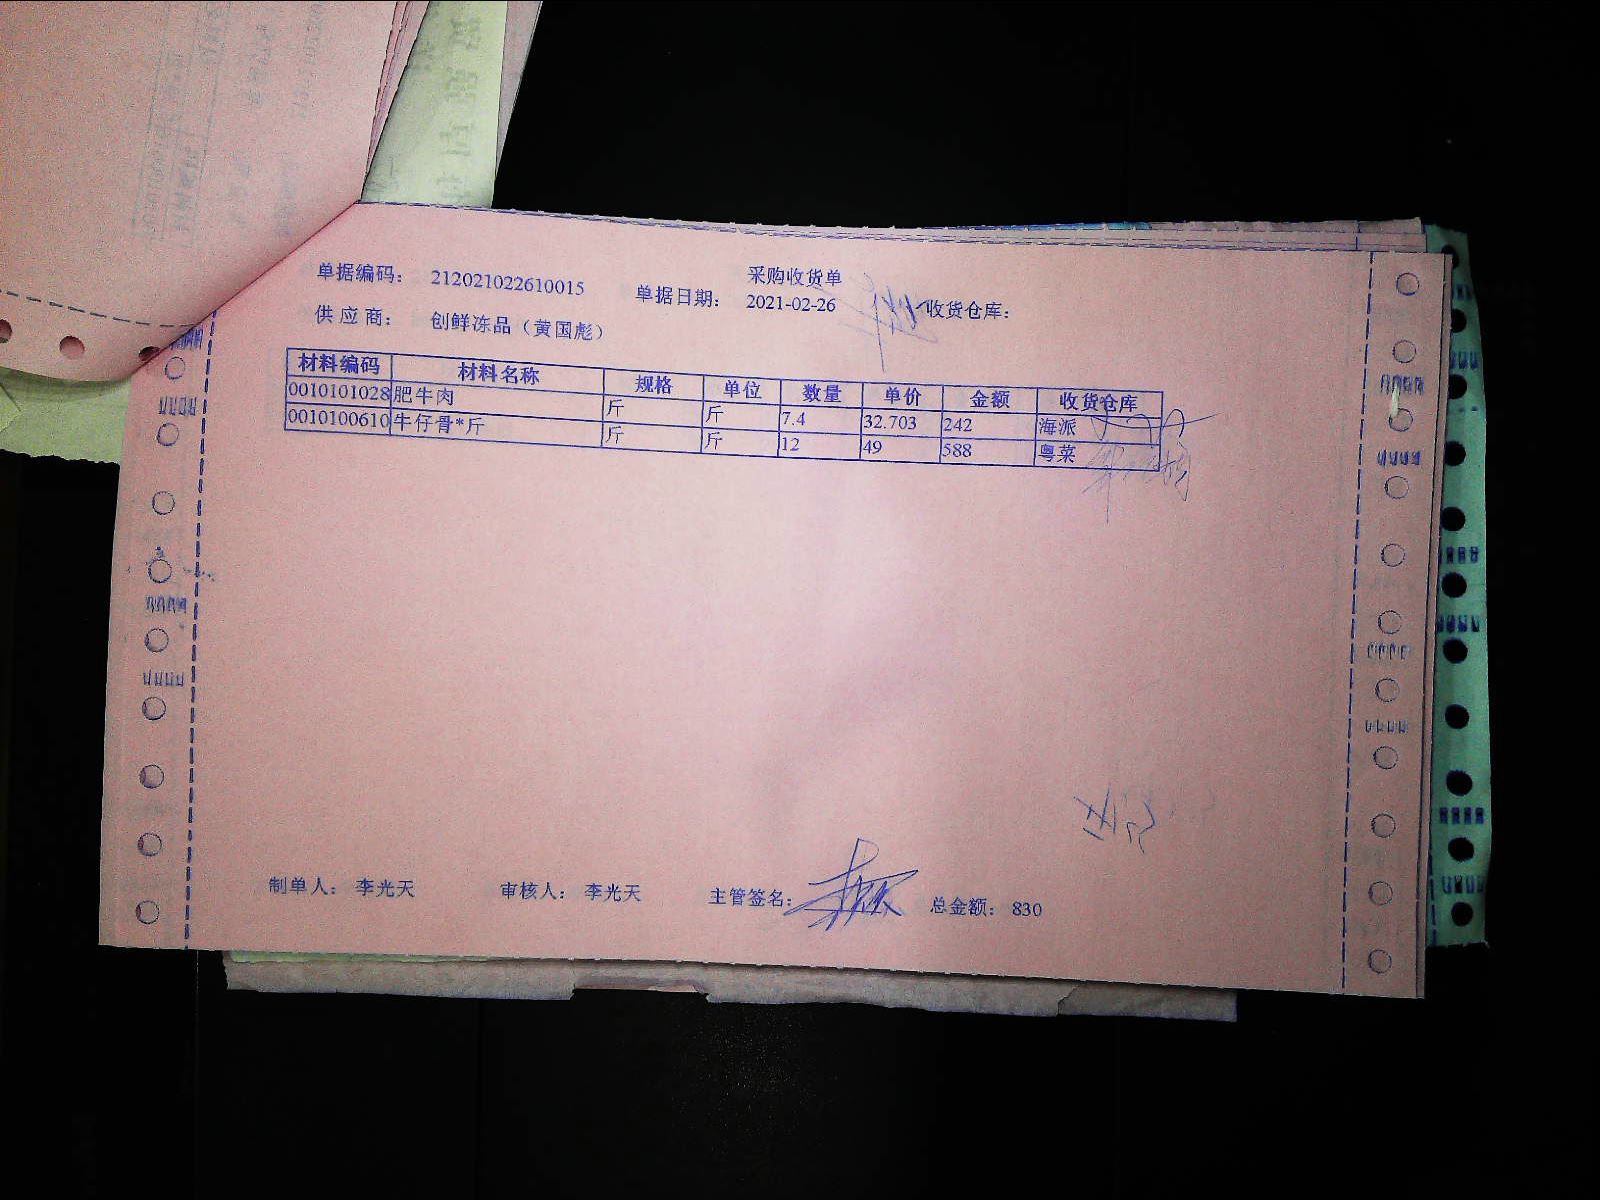 采购收货单
单据编码： 212021022610015 单据日期： 2021-02-26 收货仓库：
供应商： 创鲜冻品（黄国彪）
材料编码 材料名称 规格 单位 数量 单价 金额 收货仓库
0010101028 肥牛肉 斤 斤 7.4 32.703 242 海派
0010100610 牛仔骨*斤 斤 斤 12 49 588 粤菜
制单人： 李光天 审核人： 李光天 主管签名： 总金额： 830